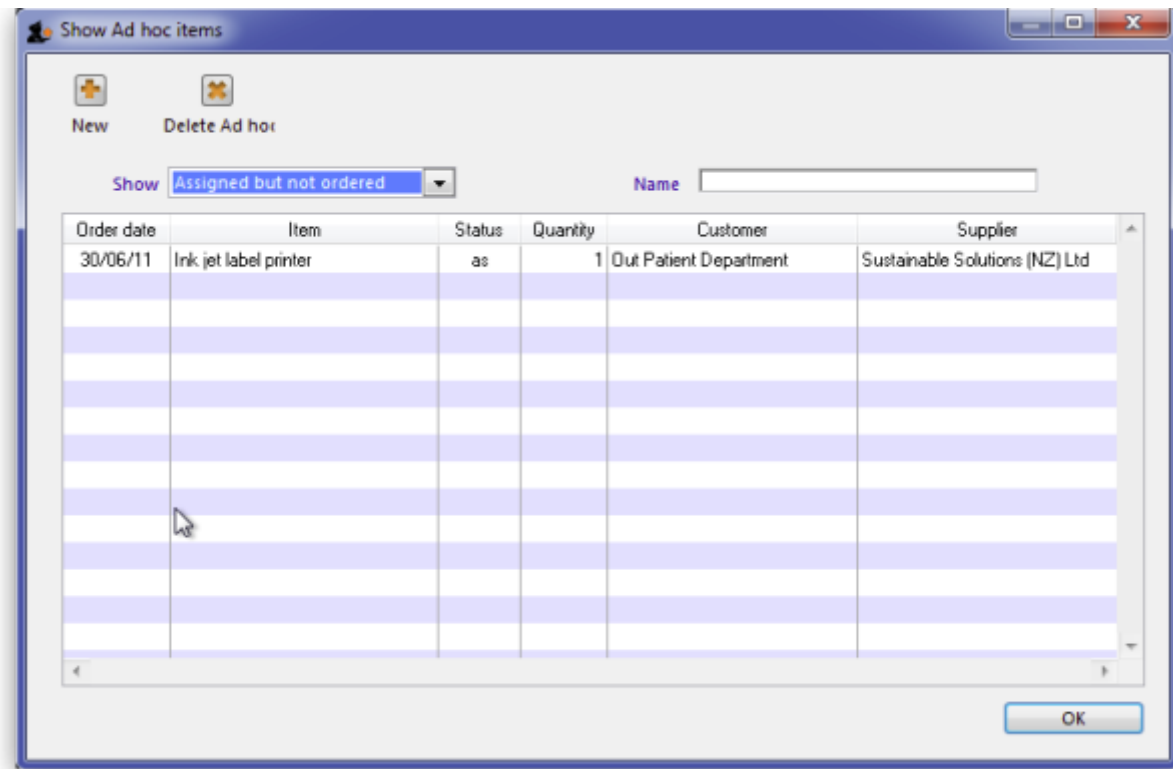 Show Ad hoc items
New Delete Ad hoc
Show Assigned but not ordered Name
Order date Item Status Quantity Customer Supplier
30/06/11 Ink jet label printer as 1 Out Patient Department Sustainable Solutions (NZ) Ltd
OK